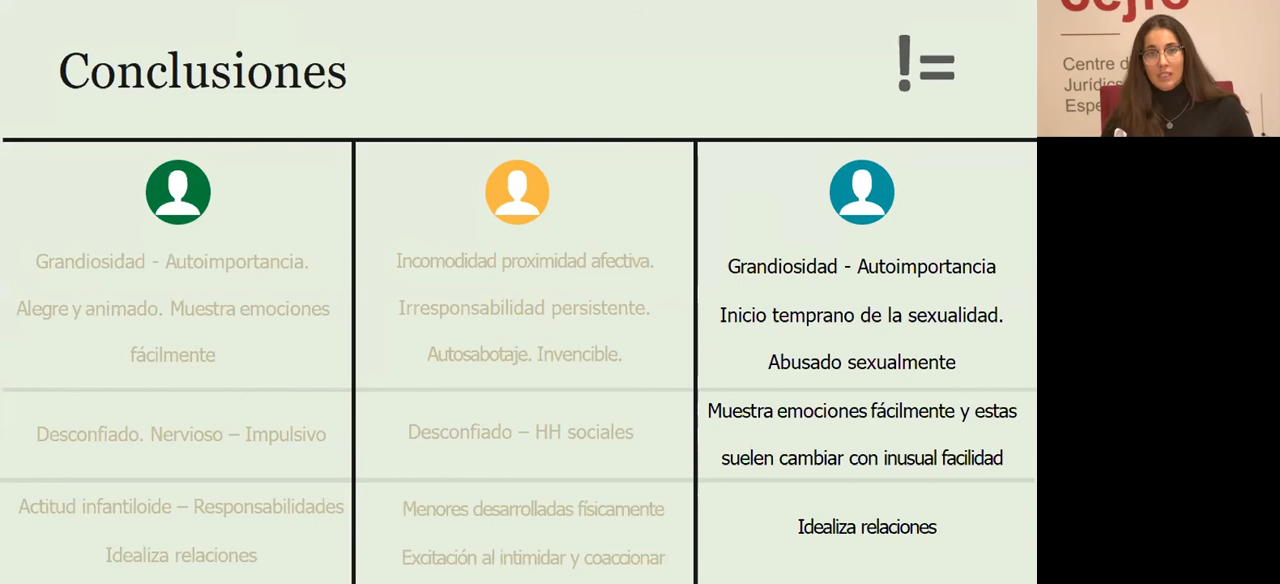 Conclusiones
!=
Centre d
Jurídic
Espe
Grandiosidad - Autoimportancia.
Alegre y animado. Muestra emociones
fácilmente
Desconfiado. Nervioso – Impulsivo
Actitud infantiloide – Responsabilidades
Idealiza relaciones
Incomodidad proximidad afectiva.
Irresponsabilidad persistente.
Autosabotaje. Invencible.
Desconfiado – HH sociales
Menores desarrolladas físicamente
Excitación al intimidar y coaccionar
Grandiosidad - Autoimportancia
Inicio temprano de la sexualidad.
Abusado sexualmente
Muestra emociones fácilmente y estas
suelen cambiar con inusual facilidad
Idealiza relaciones